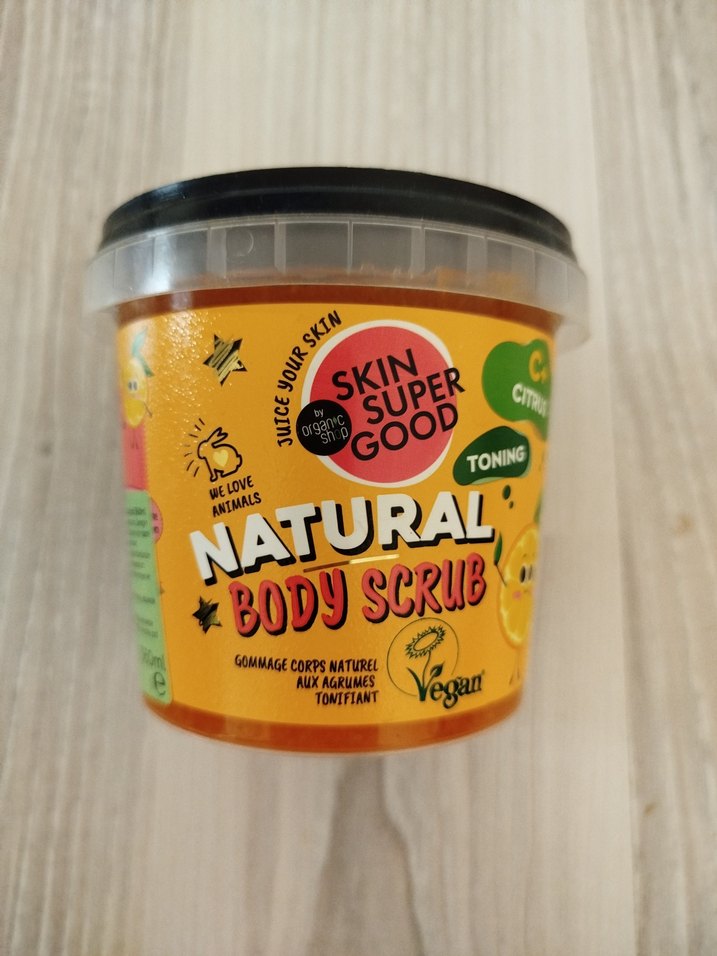 JUICE YOUR SKIN
SKIN
SUPER
GOOD
by
organic
shop
CITRUS
TONING
WE LOVE
ANIMALS
NATURAL
BODY SCRUB
GOMMAGE CORPS NATUREL
AUX AGRUMES
TONIFIANT
Vegan
360ml
e